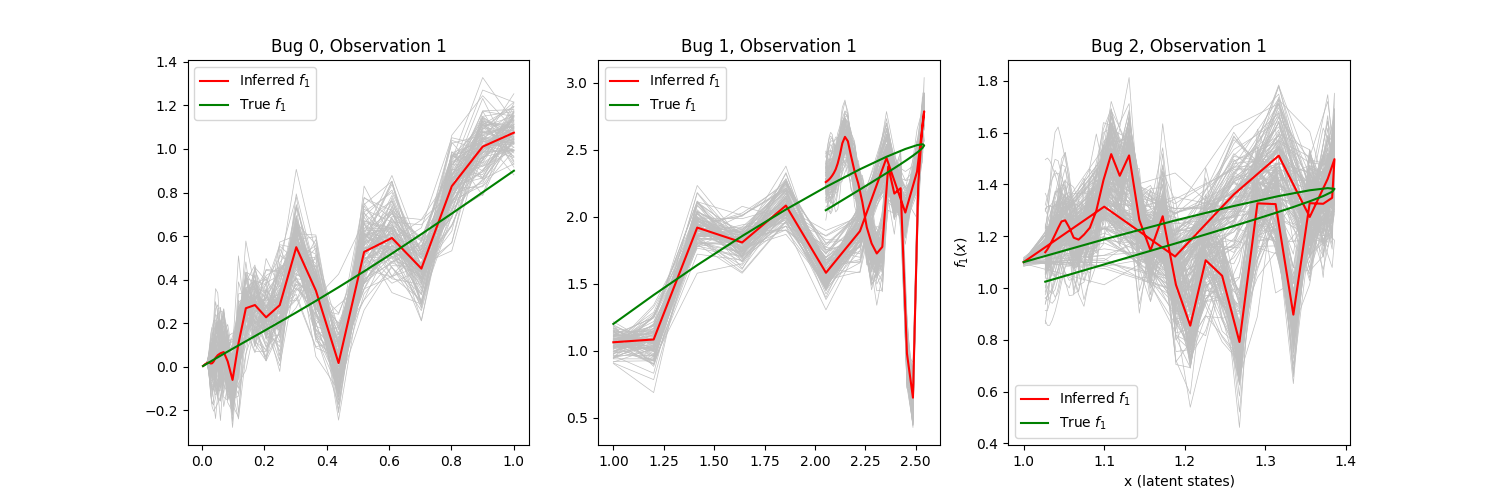 Bug 0, Observation 1
Inferred f₁
True f₁
1.4
1.2
1.0
0.8
0.6
0.4
0.2
0.0
−0.2
0.0 0.2 0.4 0.6 0.8 1.0
Bug 1, Observation 1
Inferred f₁
True f₁
3.0
2.5
2.0
1.5
1.0
0.5
1.00 1.25 1.50 1.75 2.00 2.25 2.50
Bug 2, Observation 1
f₁(x)
1.8
1.6
1.4
1.2
1.0
0.8
0.6
0.4
Inferred f₁
True f₁
1.0 1.1 1.2 1.3 1.4
x (latent states)